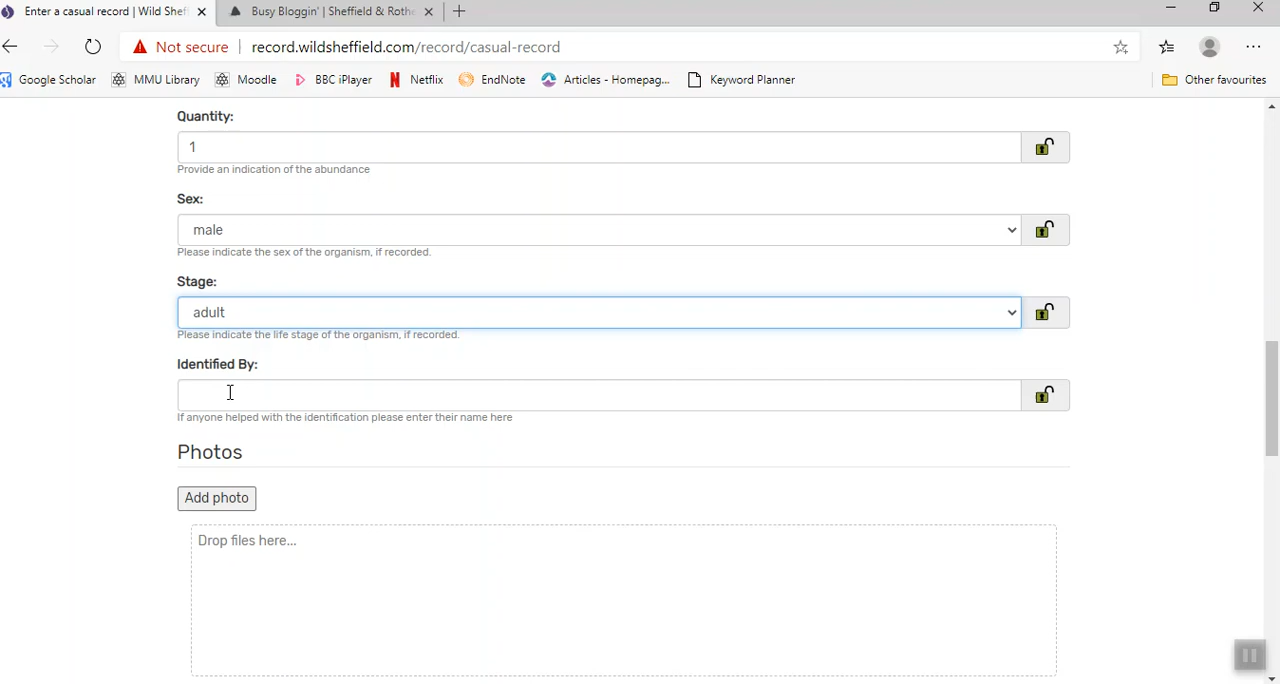 Enter a casual record | Wild Shef
Busy Bloggin' | Sheffield & Rothe
Not secure
record.wildsheffield.com/record/casual-record
Google Scholar
MMU Library
Moodle
BBC iPlayer
Netflix
EndNote
Articles - Homepag...
Keyword Planner
Other favourites
Quantity:
1
Provide an indication of the abundance
Sex:
male
Please indicate the sex of the organism, if recorded.
Stage:
adult
Please indicate the life stage of the organism, if recorded.
Identified By:
If anyone helped with the identification please enter their name here
Photos
Add photo
Drop files here...